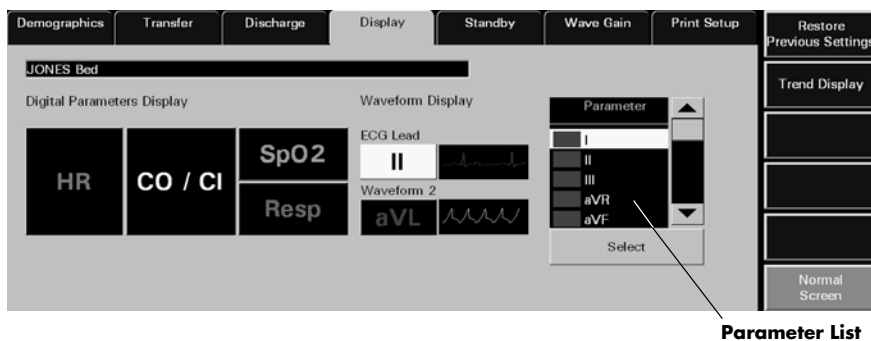 Demographics
Transfer
Discharge
Display
Standby
Wave Gain
Print Setup
Restore
Previous Settings
JONES Bed
Trend Display
Digital Parameters Display
Waveform Display
Parameter
ECG Lead
HR
CO / CI
SpO2
Resp
II
Waveform 2
aVL
I
II
III
aVR
aVF
Select
Normal
Screen
Parameter List